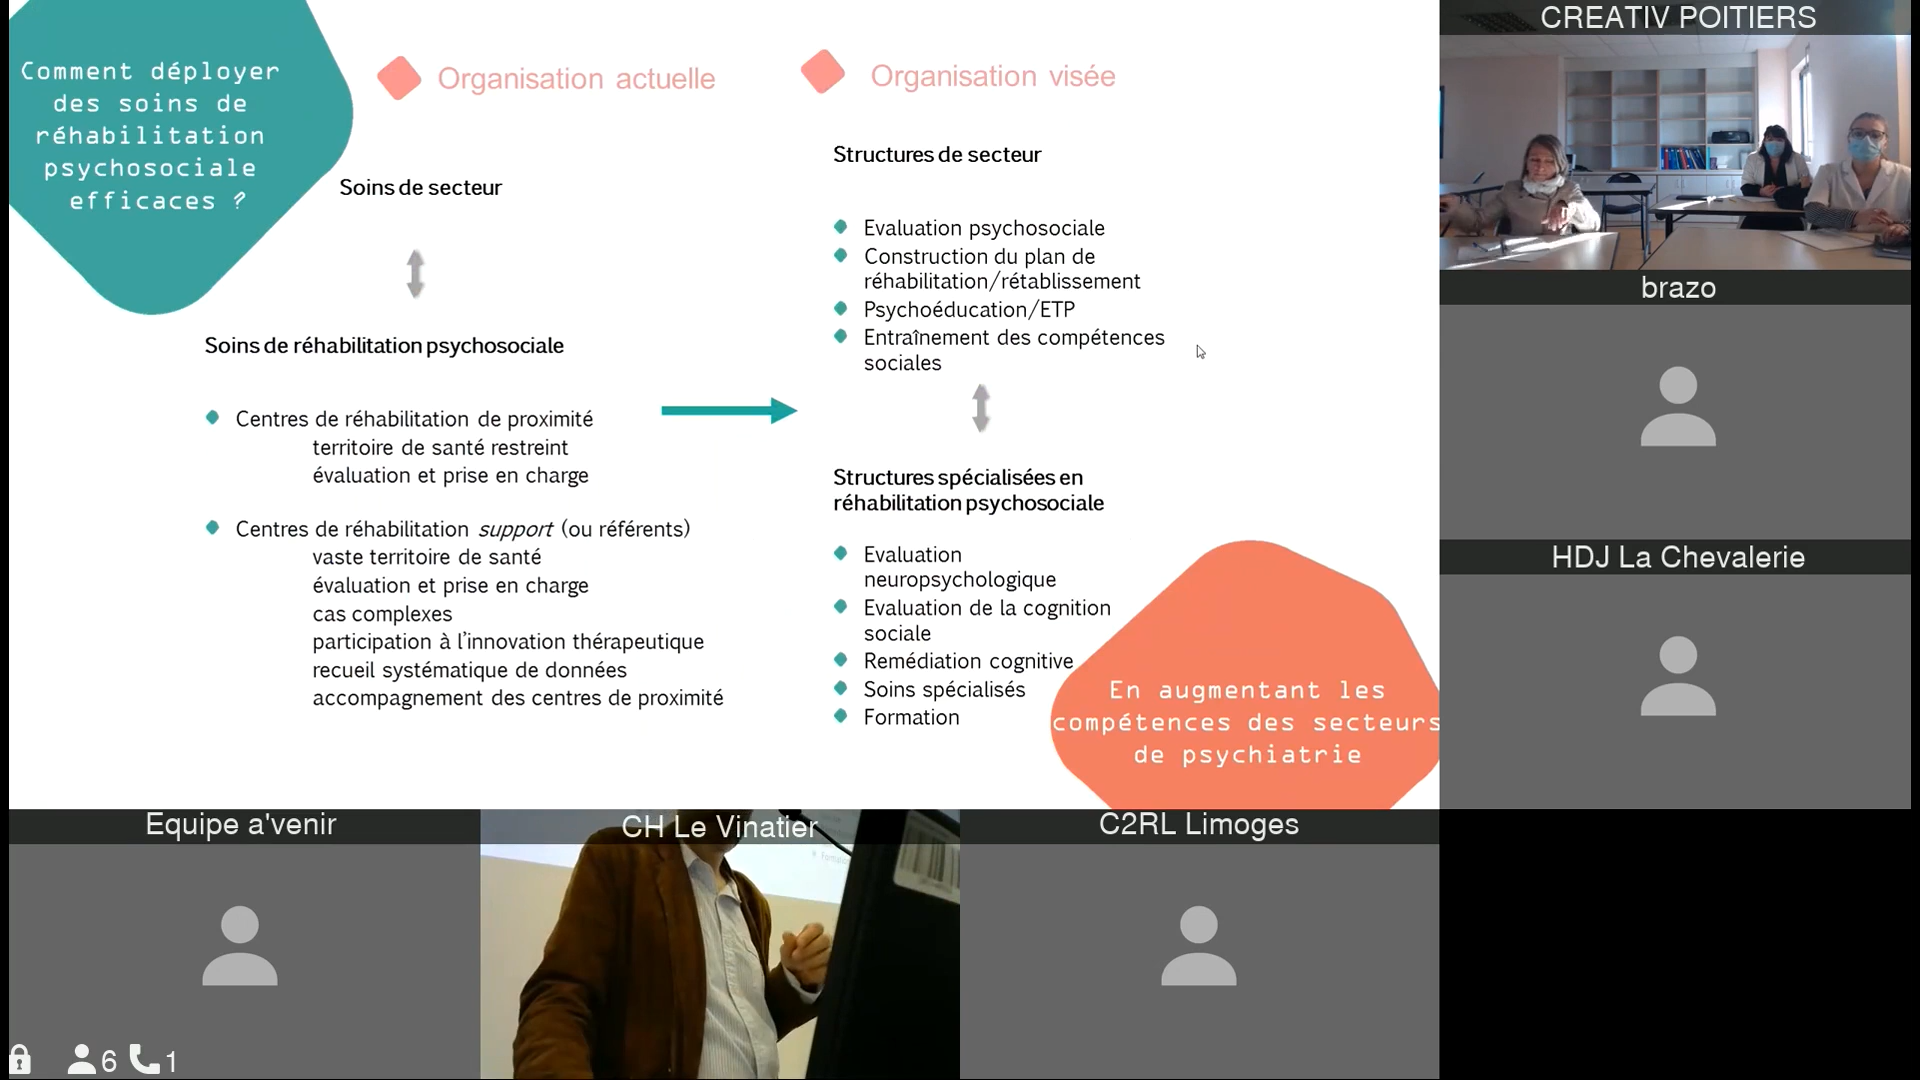 Comment déployer
des soins de
réhabilitation
psychosociale
efficaces ?
Organisation actuelle
Soins de secteur
Soins de réhabilitation psychosociale
Centres de réhabilitation de proximité
territoire de santé restreint
évaluation et prise en charge
Centres de réhabilitation support (ou référents)
vaste territoire de santé
évaluation et prise en charge
cas complexes
participation à l'innovation thérapeutique
recueil systématique de données
accompagnement des centres de proximité
Organisation visée
Structures de secteur
Evaluation psychosociale
Construction du plan de
réhabilitation/rétablissement
Psychoéducation/ETP
Entraînement des compétences
sociales
Structures spécialisées en
réhabilitation psychosociale
Evaluation
neuropsychologique
Evaluation de la cognition
sociale
Remédiation cognitive
Soins spécialisés
Formation
En augmentant les
compétences des secteurs
de psychiatrie
CREATIV POITIERS
brazo
HDJ La Chevalerie
Equipe a'venir
CH Le Vinatier
C2RL Limoges
6 1